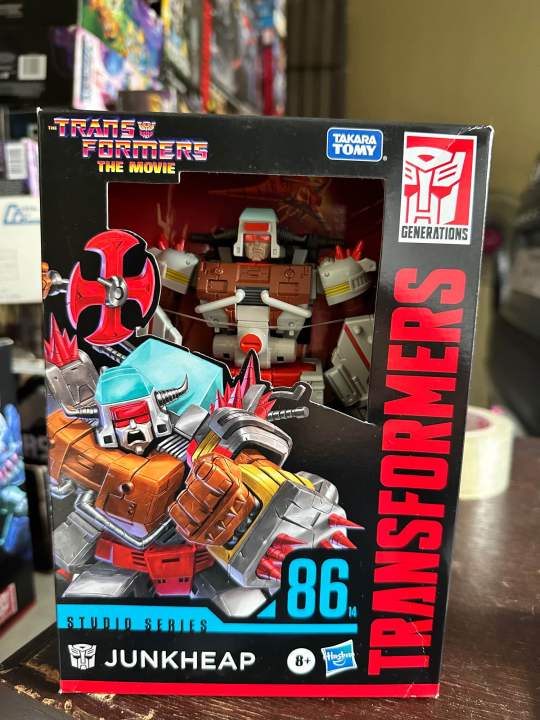 THE TRANSFORMERS
THE MOVIE
TAKARA
TOMY
GENERATIONS
TRANSFORMERS
86
14
STUDIO SERIES
JUNKHEAP
8+
Hasbro